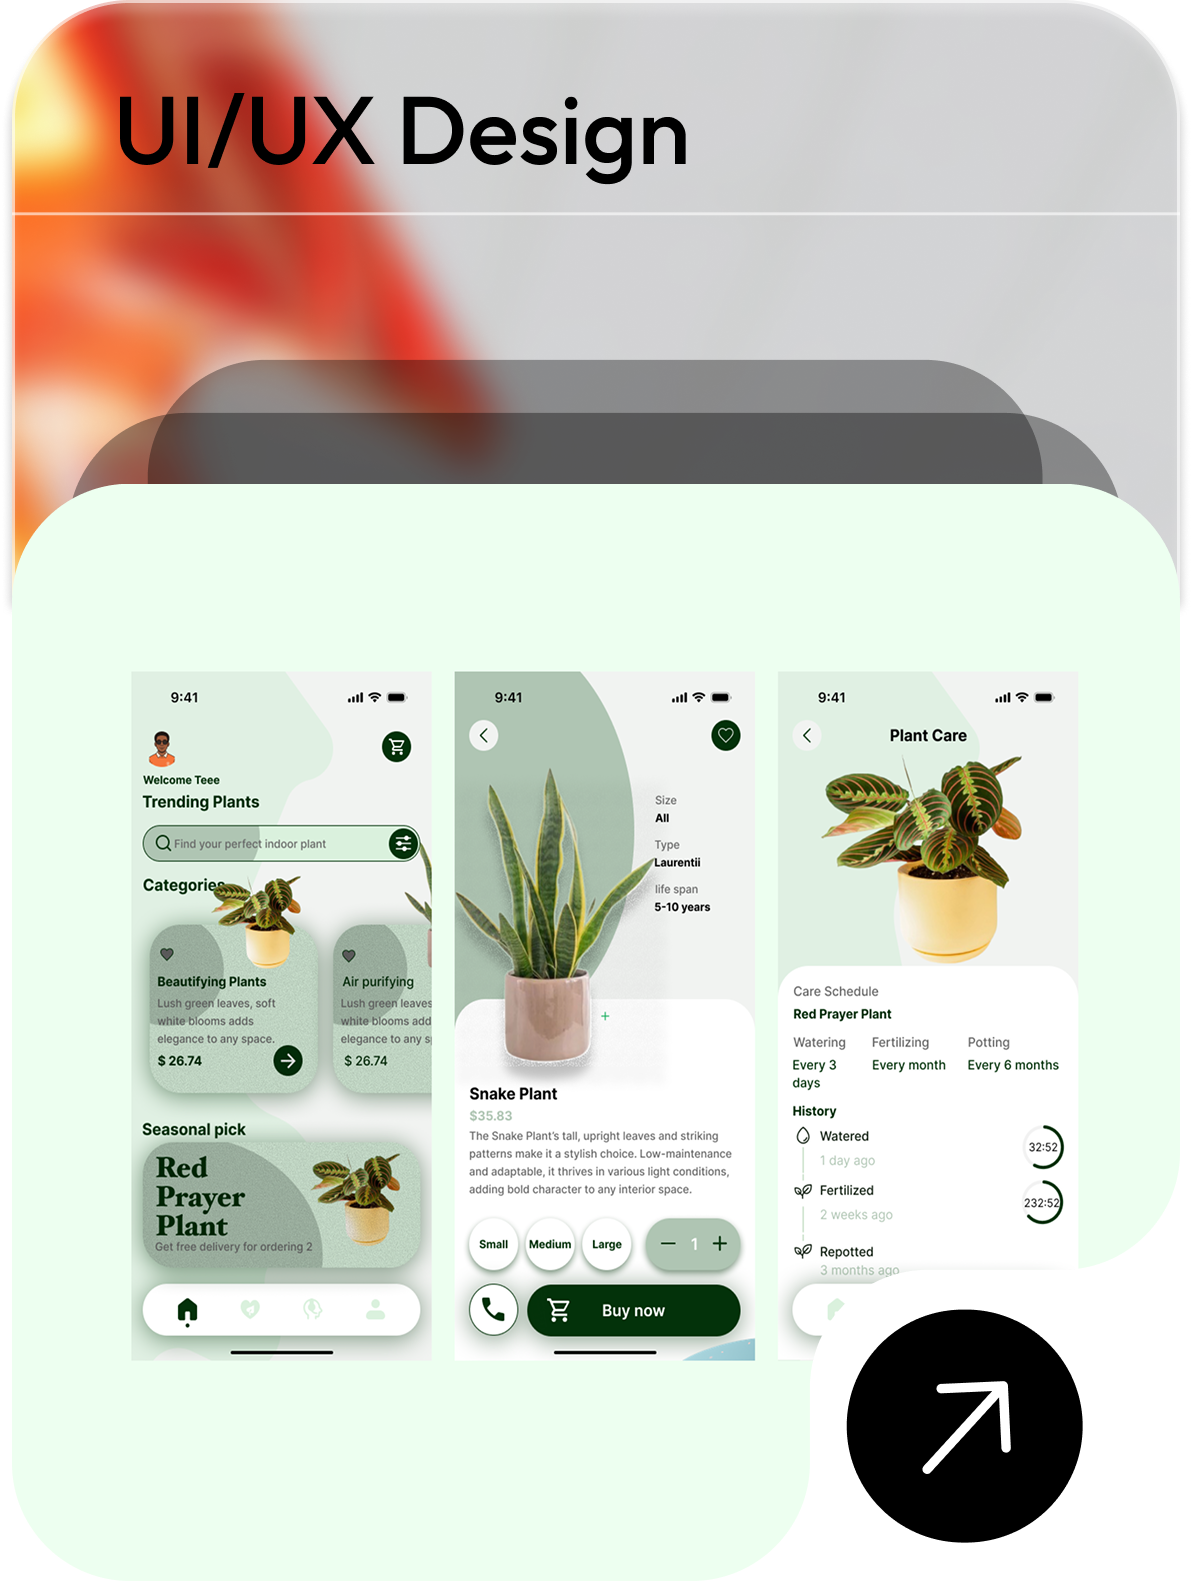 UI/UX Design
9:41
Welcome Teee
Trending Plants
Find your perfect indoor plant
Categories
Beautifying Plants
Lush green leaves, soft
white blooms adds
elegance to any space.
$ 26.74
Air purifying
Lush green leaves
white blooms add
elegance to any sp
$ 26.74
Seasonal pick
Red
Prayer
Plant
Get free delivery for ordering 2
9:41
Size
All
Type
Laurentii
life span
5-10 years
Snake Plant
$35.83
The Snake Plant's tall, upright leaves and striking
patterns make it a stylish choice. Low-maintenance
and adaptable, it thrives in various light conditions,
adding bold character to any interior space.
Small Medium Large 1
Buy now
9:41
Plant Care
Care Schedule
Red Prayer Plant
Watering Fertilizing Potting
Every 3 Every month Every 6 months
days
History
Watered
32:52
1 day ago
Fertilized
232:52
2 weeks ago
Repotted
3 months ago